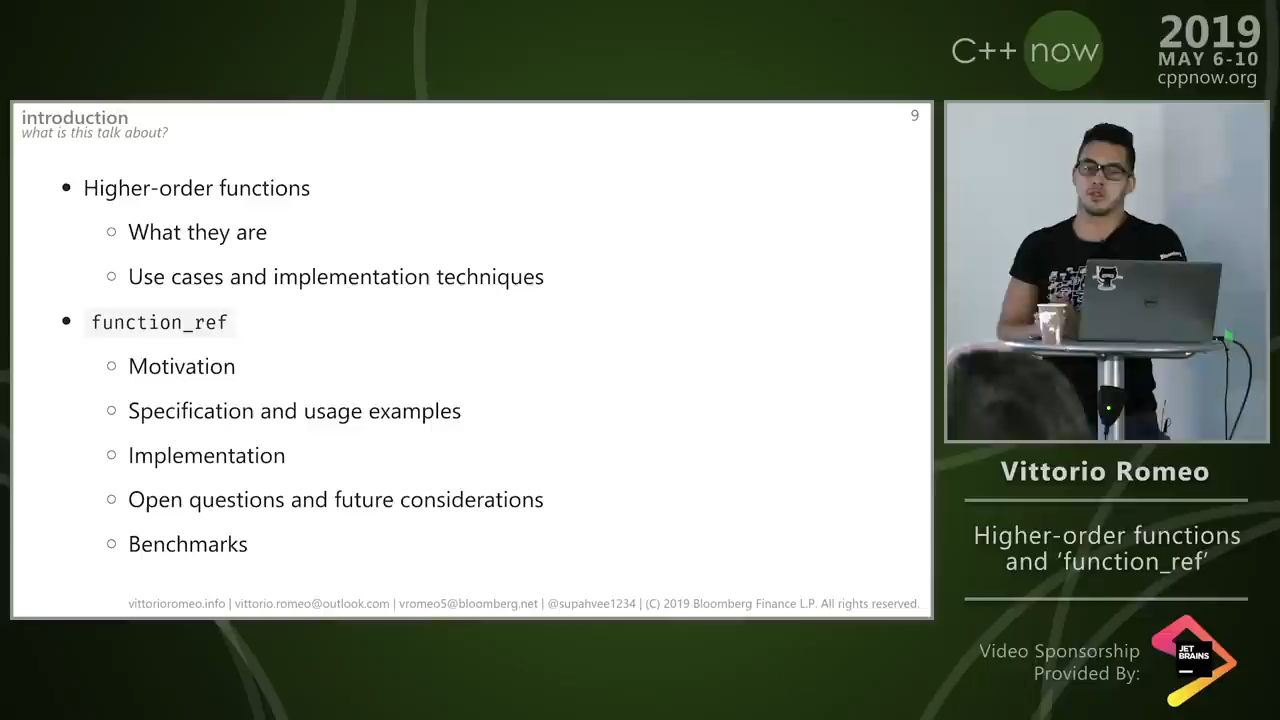 C++ now
2019
MAY 6-10
cppnow.org
introduction
what is this talk about?
9
Higher-order functions
What they are
Use cases and implementation techniques
function_ref
Motivation
Specification and usage examples
Implementation
Open questions and future considerations
Benchmarks
vittorioromeo.info | vittorio.romeo@outlook.com | vromeo5@bloomberg.net | @supahvee1234 | (C) 2019 Bloomberg Finance L.P. All rights reserved.
Vittorio Romeo
Higher-order functions
and ‘function_ref’
Video Sponsorship
Provided By:
JET
BRAINS